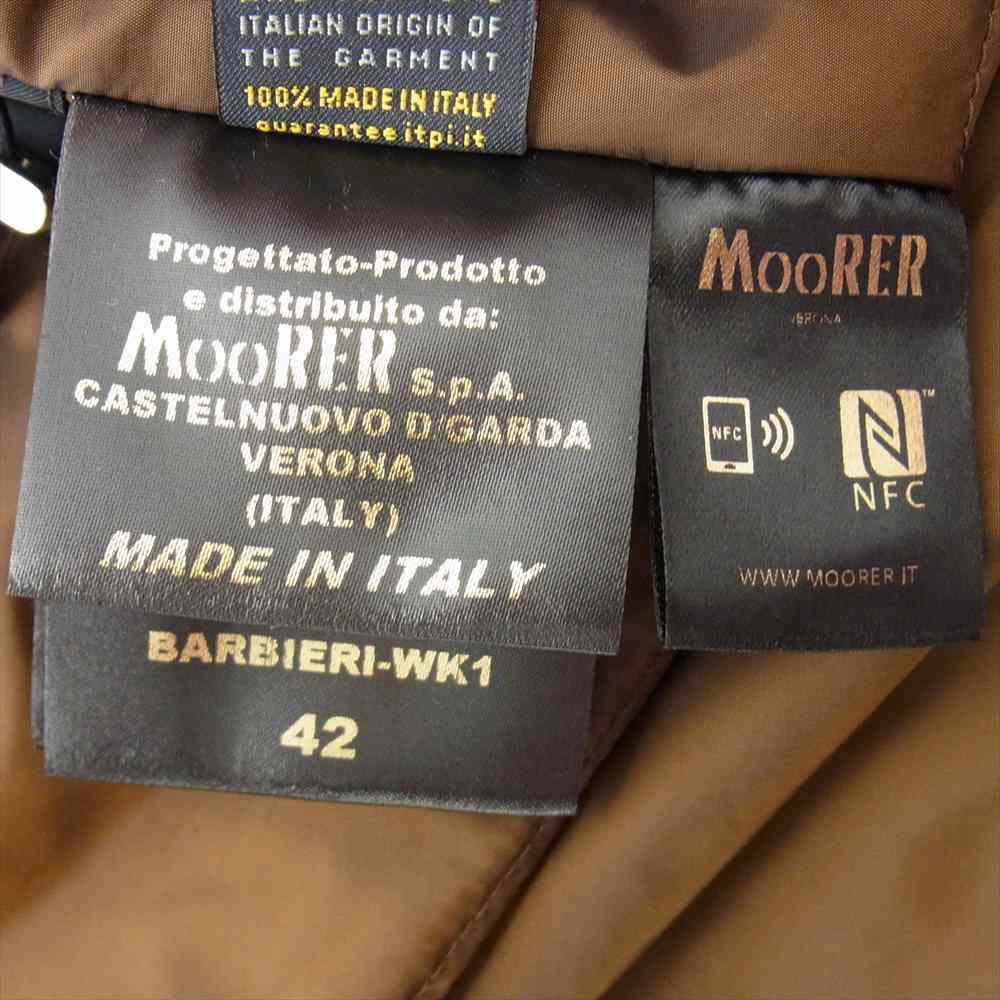 ITALIAN ORIGIN OF
THE GARMENT
100% MADE IN ITALY
guarantee itpi.it
Progettato-Prodotto
e distribuito da:
MOORER S.p.A.
CASTELNUOVO D'GARDA
VERONA
(ITALY)
MADE IN ITALY
BARBIERI-WK1
42
MOORER
VERONA
NFC
N™
NFC
WWW.MOORER.IT